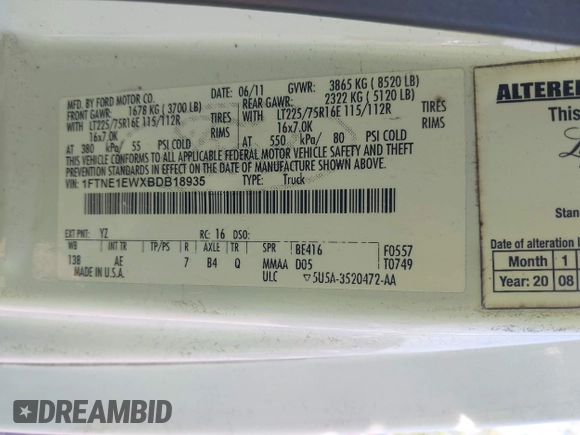 MFD. BY FORD MOTOR CO.
06/11 GVWR: 3865 KG ( 8520 LB)
FRONT GAWR: 1678 KG ( 3700 LB)
REAR GAWR: 2322 KG ( 5120 LB)
WITH LT225/75R16E 115/112R TIRES
WITH LT225/75R16E 115/112R TIRES
16x7.0K RIMS
16x7.0K RIMS
AT 380 kPa/ 55 PSI COLD
AT 550 kPa/ 80 PSI COLD
THIS VEHICLE CONFORMS TO ALL APPLICABLE FEDERAL MOTOR VEHICLE SAFETY AND THEFT PREVENTION
STANDARDS IN EFFECT ON THE DATE OF MANUFACTURE SHOWN ABOVE.
VIN: 1FTNE1EWXBDB18935 TYPE: Truck
EXT PNT: YZ RC: 16 DSO:
WB INT TR TP/PS R AXLE TR SPR BE416 F0557
138 AE 7 B4 Q MMAA D05 T0749
MADE IN U.S.A. ULC 5U5A-3520472-AA
ALTERE
This
Stan
Date of alteration
Month 1
Year: 20 08
DREAMBID